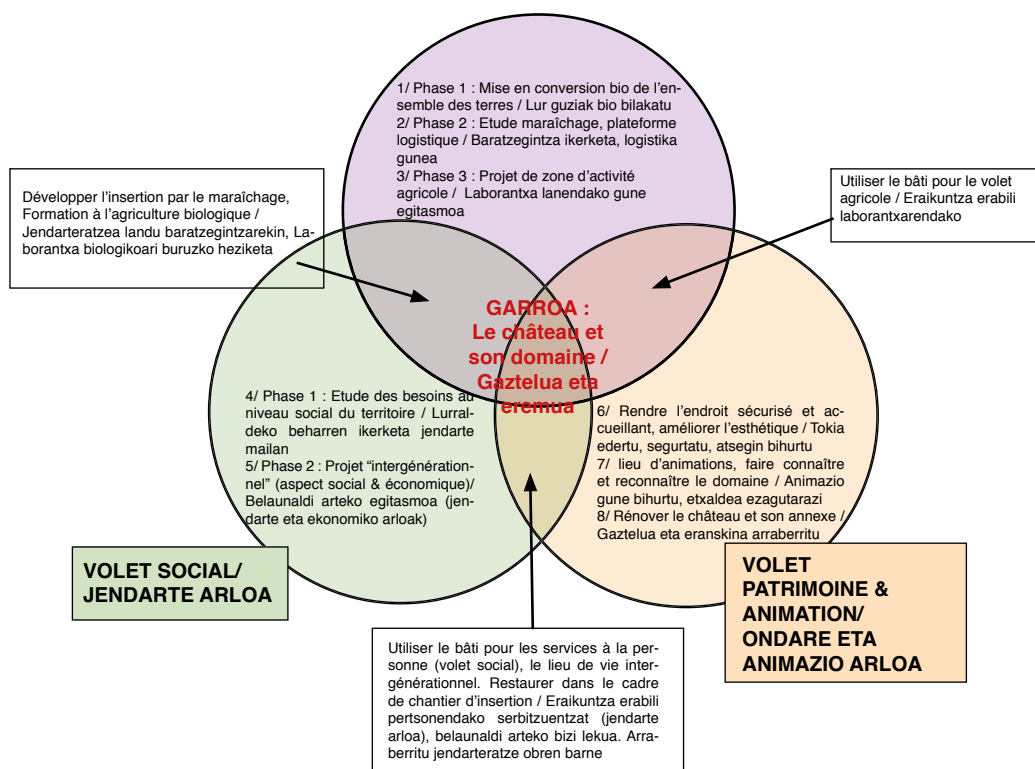 1/ Phase 1 : Mise en conversion bio de l'en-
semble des terres / Lur guziak bio bilakatu
2/ Phase 2 : Etude maraîchage, plateforme
logistique / Baratzegintza ikerketa, logistika
gunea
3/ Phase 3 : Projet de zone d'activité
agricole / Laborantxa lanendako gune
egitasmoa
Développer l'insertion par le maraîchage,
Formation à l'agriculture biologique /
Jendarteratzea landu baratzegintzarekin, La-
borantxa biologikoari buruzko heziketa
Utiliser le bâti pour le volet
agricole / Eraikuntza erabili
laborantxarendako
GARROA :
Le château et
son domaine /
Gaztelua eta
eremua
4/ Phase 1 : Etude des besoins au
niveau social du territoire / Lurral-
deko beharren ikerketa jendarte
mailan
5/ Phase 2 : Projet “intergénération-
nel” (aspect social & économique)/
Belaunaldi arteko egitasmoa (jen-
darte eta ekonomiko arloak)
6/ Rendre l'endroit sécurisé et ac-
cueillant, améliorer l'esthétique / Tokia
edertu, segurtatu, atsegin bihurtu
7/ lieu d'animations, faire connaître
et reconnaître le domaine / Animazio
gune bihurtu, etxaldea ezagutarazi
8/ Rénover le château et son annexe /
Gaztelua eta eranskina arraberritu
VOLET SOCIAL/
JENDARTE ARLOA
VOLET
PATRIMOINE &
ANIMATION/
ONDARE ETA
ANIMAZIO ARLOA
Utiliser le bâti pour les services à la per-
sonne (volet social), le lieu de vie inter-
générationnel. Restaurer dans le cadre
de chantier d'insertion / Eraikuntza erabili
pertsonendako serbitzuentzat (jendarte
arloa), belaunaldi arteko bizi lekua. Arra-
berritu jendarteratze obren barne